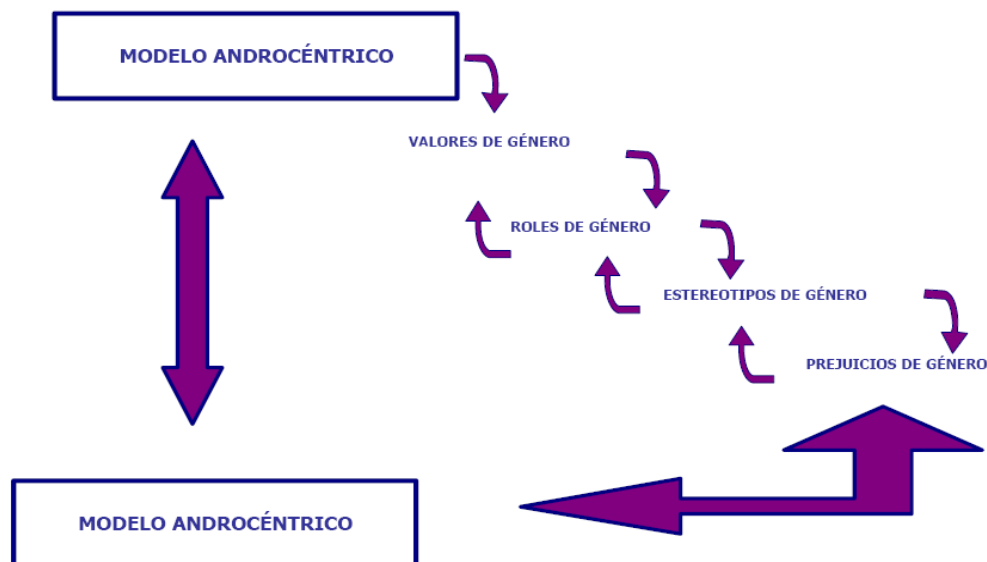 MODELO ANDROCÉNTRICO
VALORES DE GÉNERO
ROLES DE GÉNERO
ESTEREOTIPOS DE GÉNERO
PREJUICIOS DE GÉNERO
MODELO ANDROCÉNTRICO